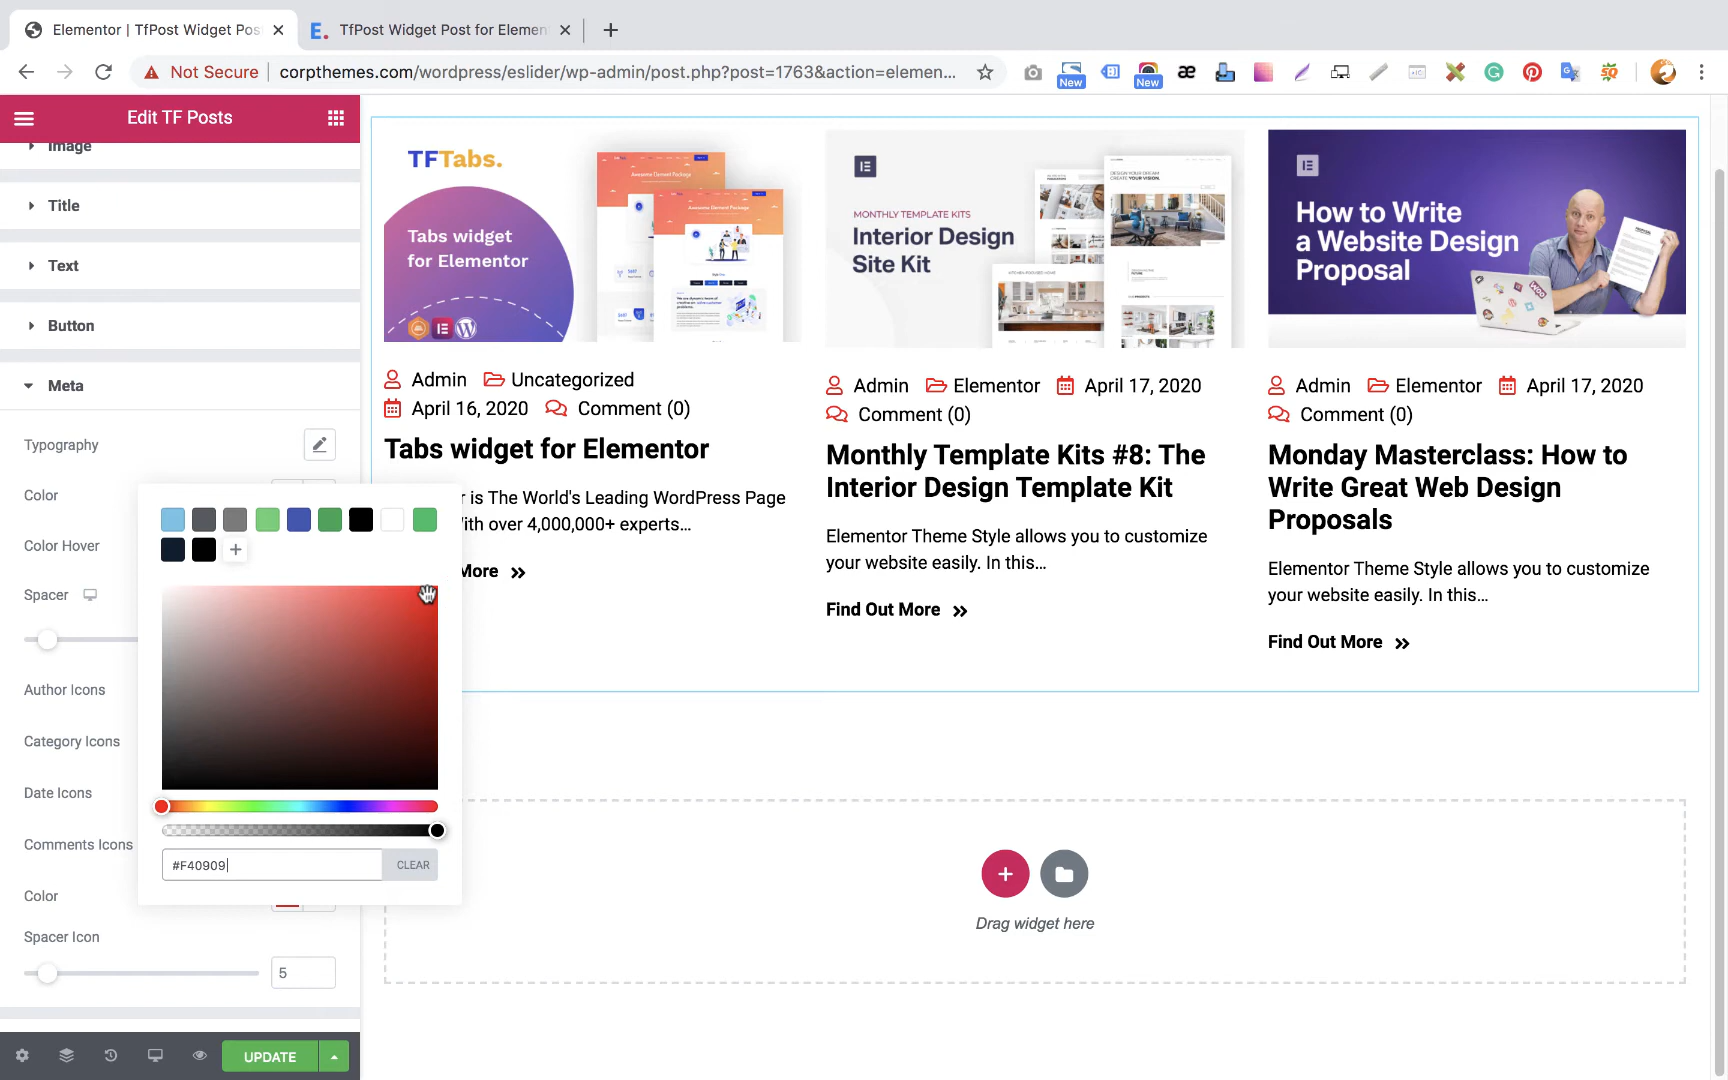 Elementor | TfPost Widget Pos
E. TfPost Widget Post for Elemen
Not Secure
corpthemes.com/wordpress/eslider/wp-admin/post.php?post=1763&action=elemen...
New
New
Edit TF Posts
Image
Title
Text
Button
Meta
Typography
Color
Color Hover
Spacer
Author Icons
Category Icons
Date Icons
Comments Icons
Color
Spacer Icon
5
#F40909
CLEAR
UPDATE
TFTabs.
Tabs widget
for Elementor
Admin Uncategorized
April 16, 2020 Comment (0)
Tabs widget for Elementor
r is The World's Leading WordPress Page
With over 4,000,000+ experts...
More
MONTHLY TEMPLATE KITS
Interior Design
Site Kit
Admin Elementor April 17, 2020
Comment (0)
Monthly Template Kits #8: The
Interior Design Template Kit
Elementor Theme Style allows you to customize
your website easily. In this...
Find Out More
How to Write
a Website Design
Proposal
Admin Elementor April 17, 2020
Comment (0)
Monday Masterclass: How to
Write Great Web Design
Proposals
Elementor Theme Style allows you to customize
your website easily. In this...
Find Out More
Drag widget here